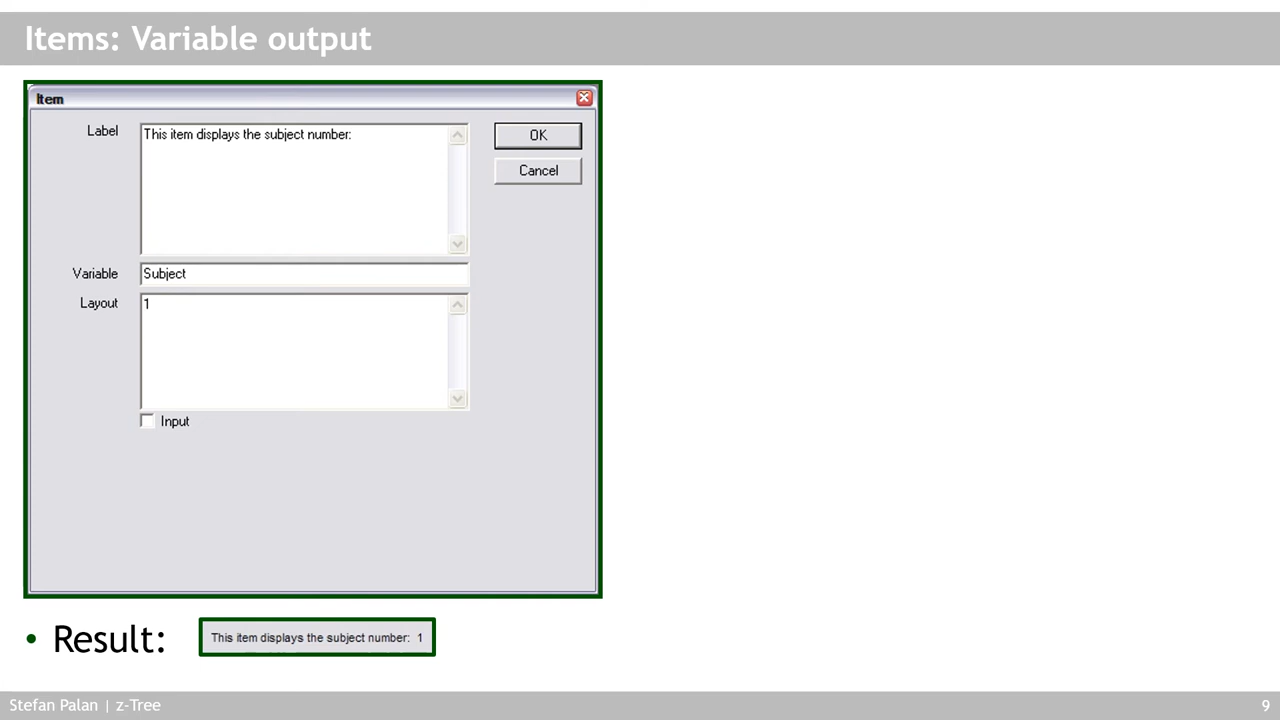 Items: Variable output
Item
Label
This item displays the subject number:
OK
Cancel
Variable
Subject
Layout
1
Input
• Result:
This item displays the subject number: 1
Stefan Palan | z-Tree
9